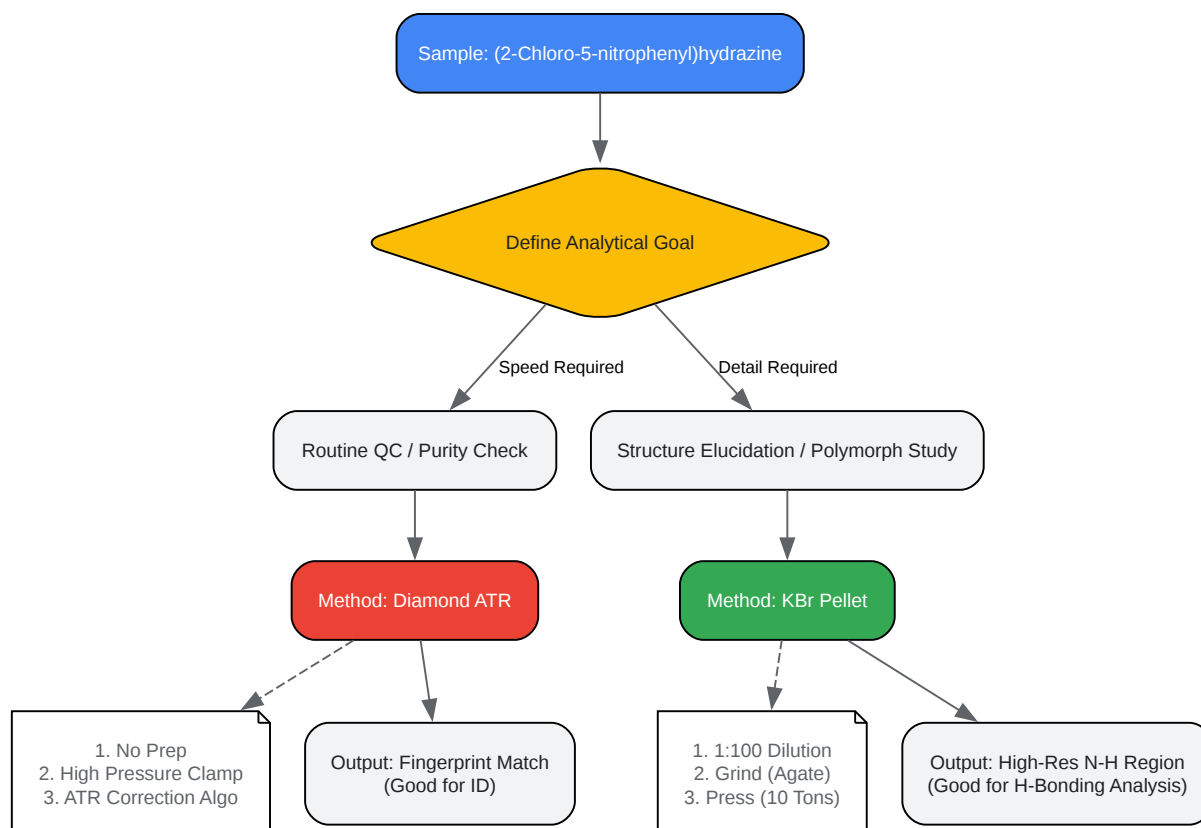 Sample: (2-Chloro-5-nitrophenyl)hydrazine
Define Analytical Goal
Speed Required
Detail Required
Routine QC / Purity Check
Structure Elucidation / Polymorph Study
Method: Diamond ATR
Method: KBr Pellet
1. No Prep
2. High Pressure Clamp
3. ATR Correction Algo
Output: Fingerprint Match
(Good for ID)
1. 1:100 Dilution
2. Grind (Agate)
3. Press (10 Tons)
Output: High-Res N-H Region
(Good for H-Bonding Analysis)